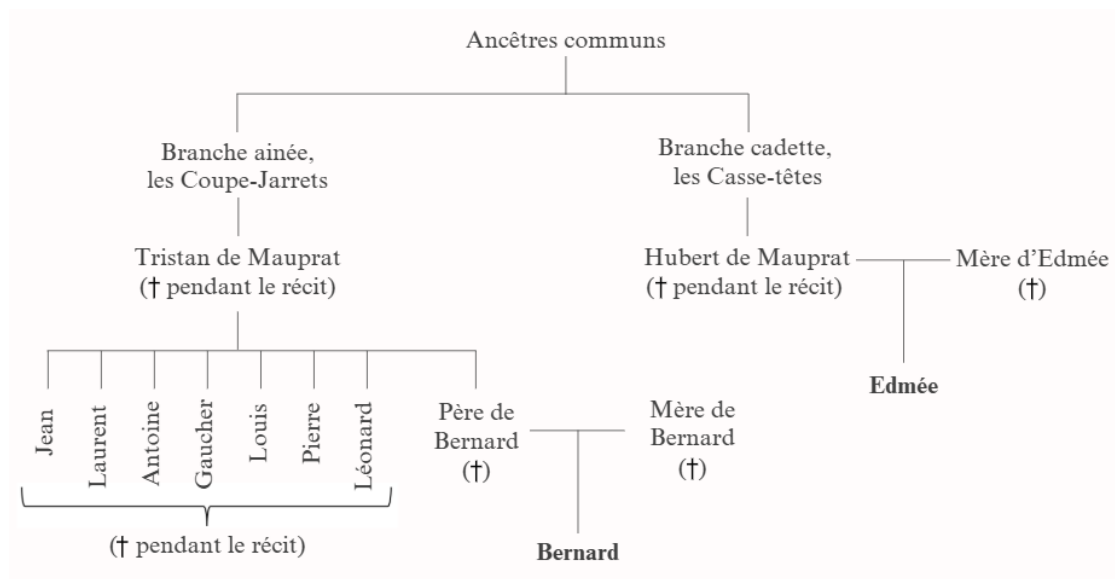 Ancêtres communs
Branche ainée,
les Coupe-Jarrets
Branche cadette,
les Casse-têtes
Tristan de Mauprat
(† pendant le récit)
Hubert de Mauprat
(† pendant le récit)
Mère d’Edmée
(†)
Edmée
Jean
Laurent
Antoine
Gaucher
Louis
Pierre
Léonard
(† pendant le récit)
Père de
Bernard
(†)
Mère de
Bernard
(†)
Bernard